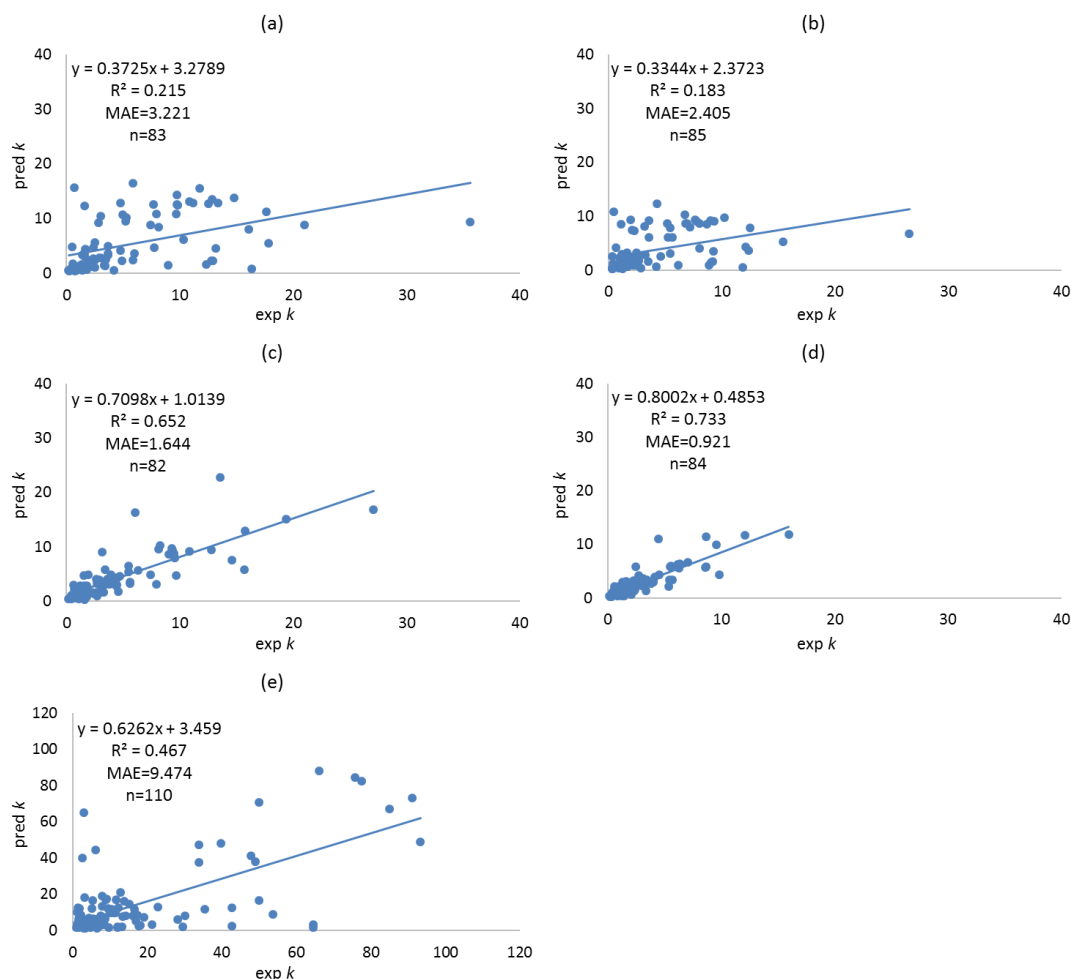 (a)
40
30
20
10
0
pred k
y = 0.3725x + 3.2789
R² = 0.215
MAE=3.221
n=83
0 10 20 30 40
exp k
(b)
40
30
20
10
0
pred k
y = 0.3344x + 2.3723
R² = 0.183
MAE=2.405
n=85
0 10 20 30 40
exp k
(c)
40
30
20
10
0
pred k
y = 0.7098x + 1.0139
R² = 0.652
MAE=1.644
n=82
0 10 20 30 40
exp k
(d)
40
30
20
10
0
pred k
y = 0.8002x + 0.4853
R² = 0.733
MAE=0.921
n=84
0 10 20 30 40
exp k
(e)
120
100
80
60
40
20
0
pred k
y = 0.6262x + 3.459
R² = 0.467
MAE=9.474
n=110
0 20 40 60 80 100 120
exp k